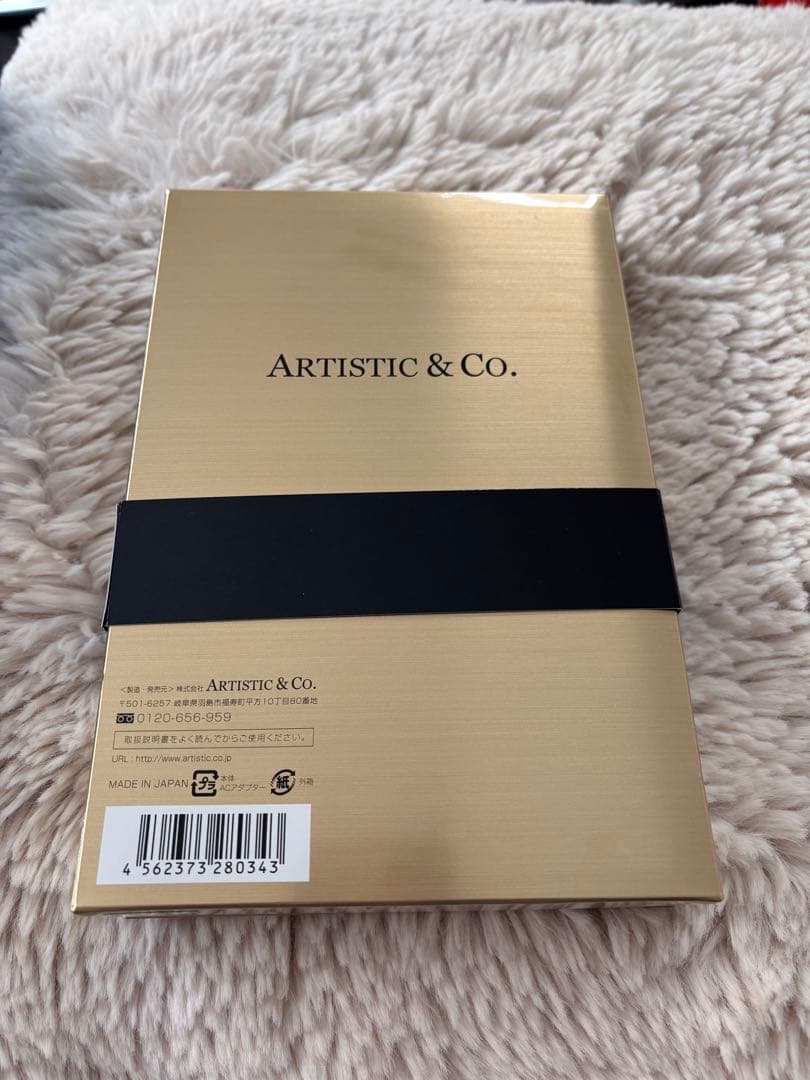 ARTISTIC & CO.
<製造・発売元> 株式会社 ARTISTIC & CO.
〒501-6257 岐阜県羽島市福寿町平方10丁目80番地
0120-656-959
取扱説明書をよく読んでからご使用ください。
URL : http://www.artistic.co.jp
MADE IN JAPAN プラ 本体 ACアダプター 紙 外箱
4 562373 280343